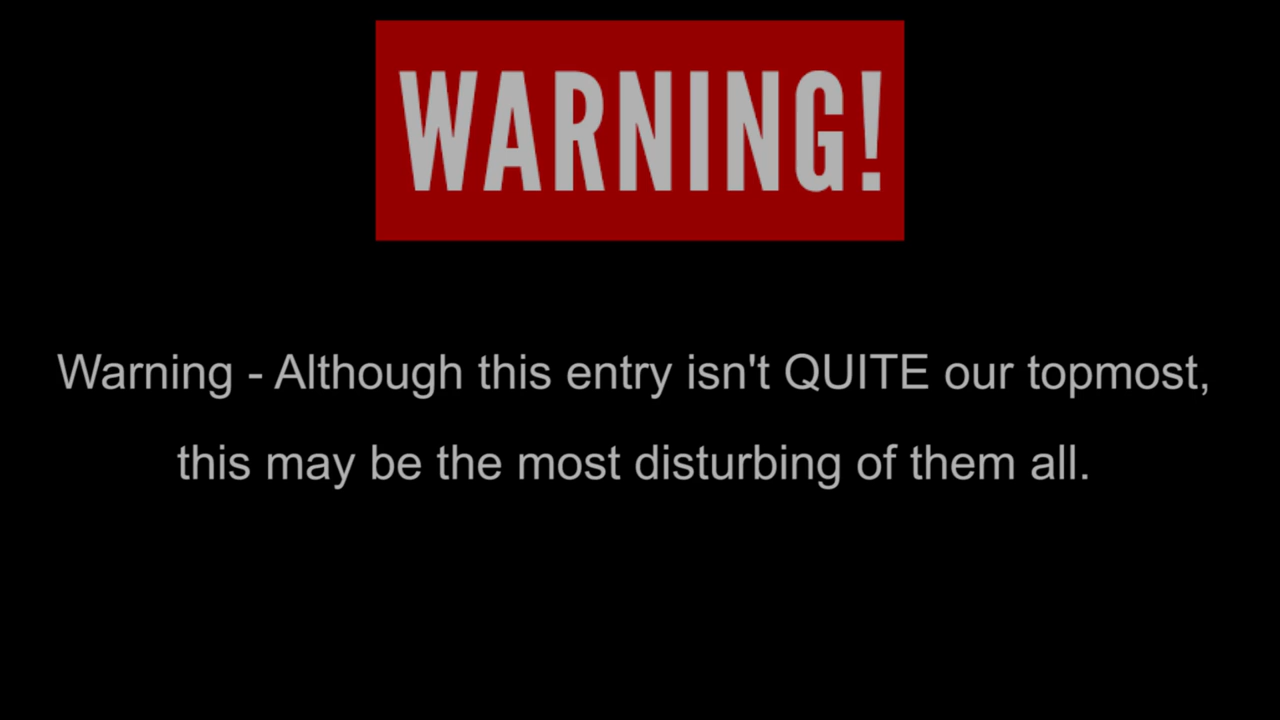 WARNING!
Warning - Although this entry isn't QUITE our topmost,
this may be the most disturbing of them all.